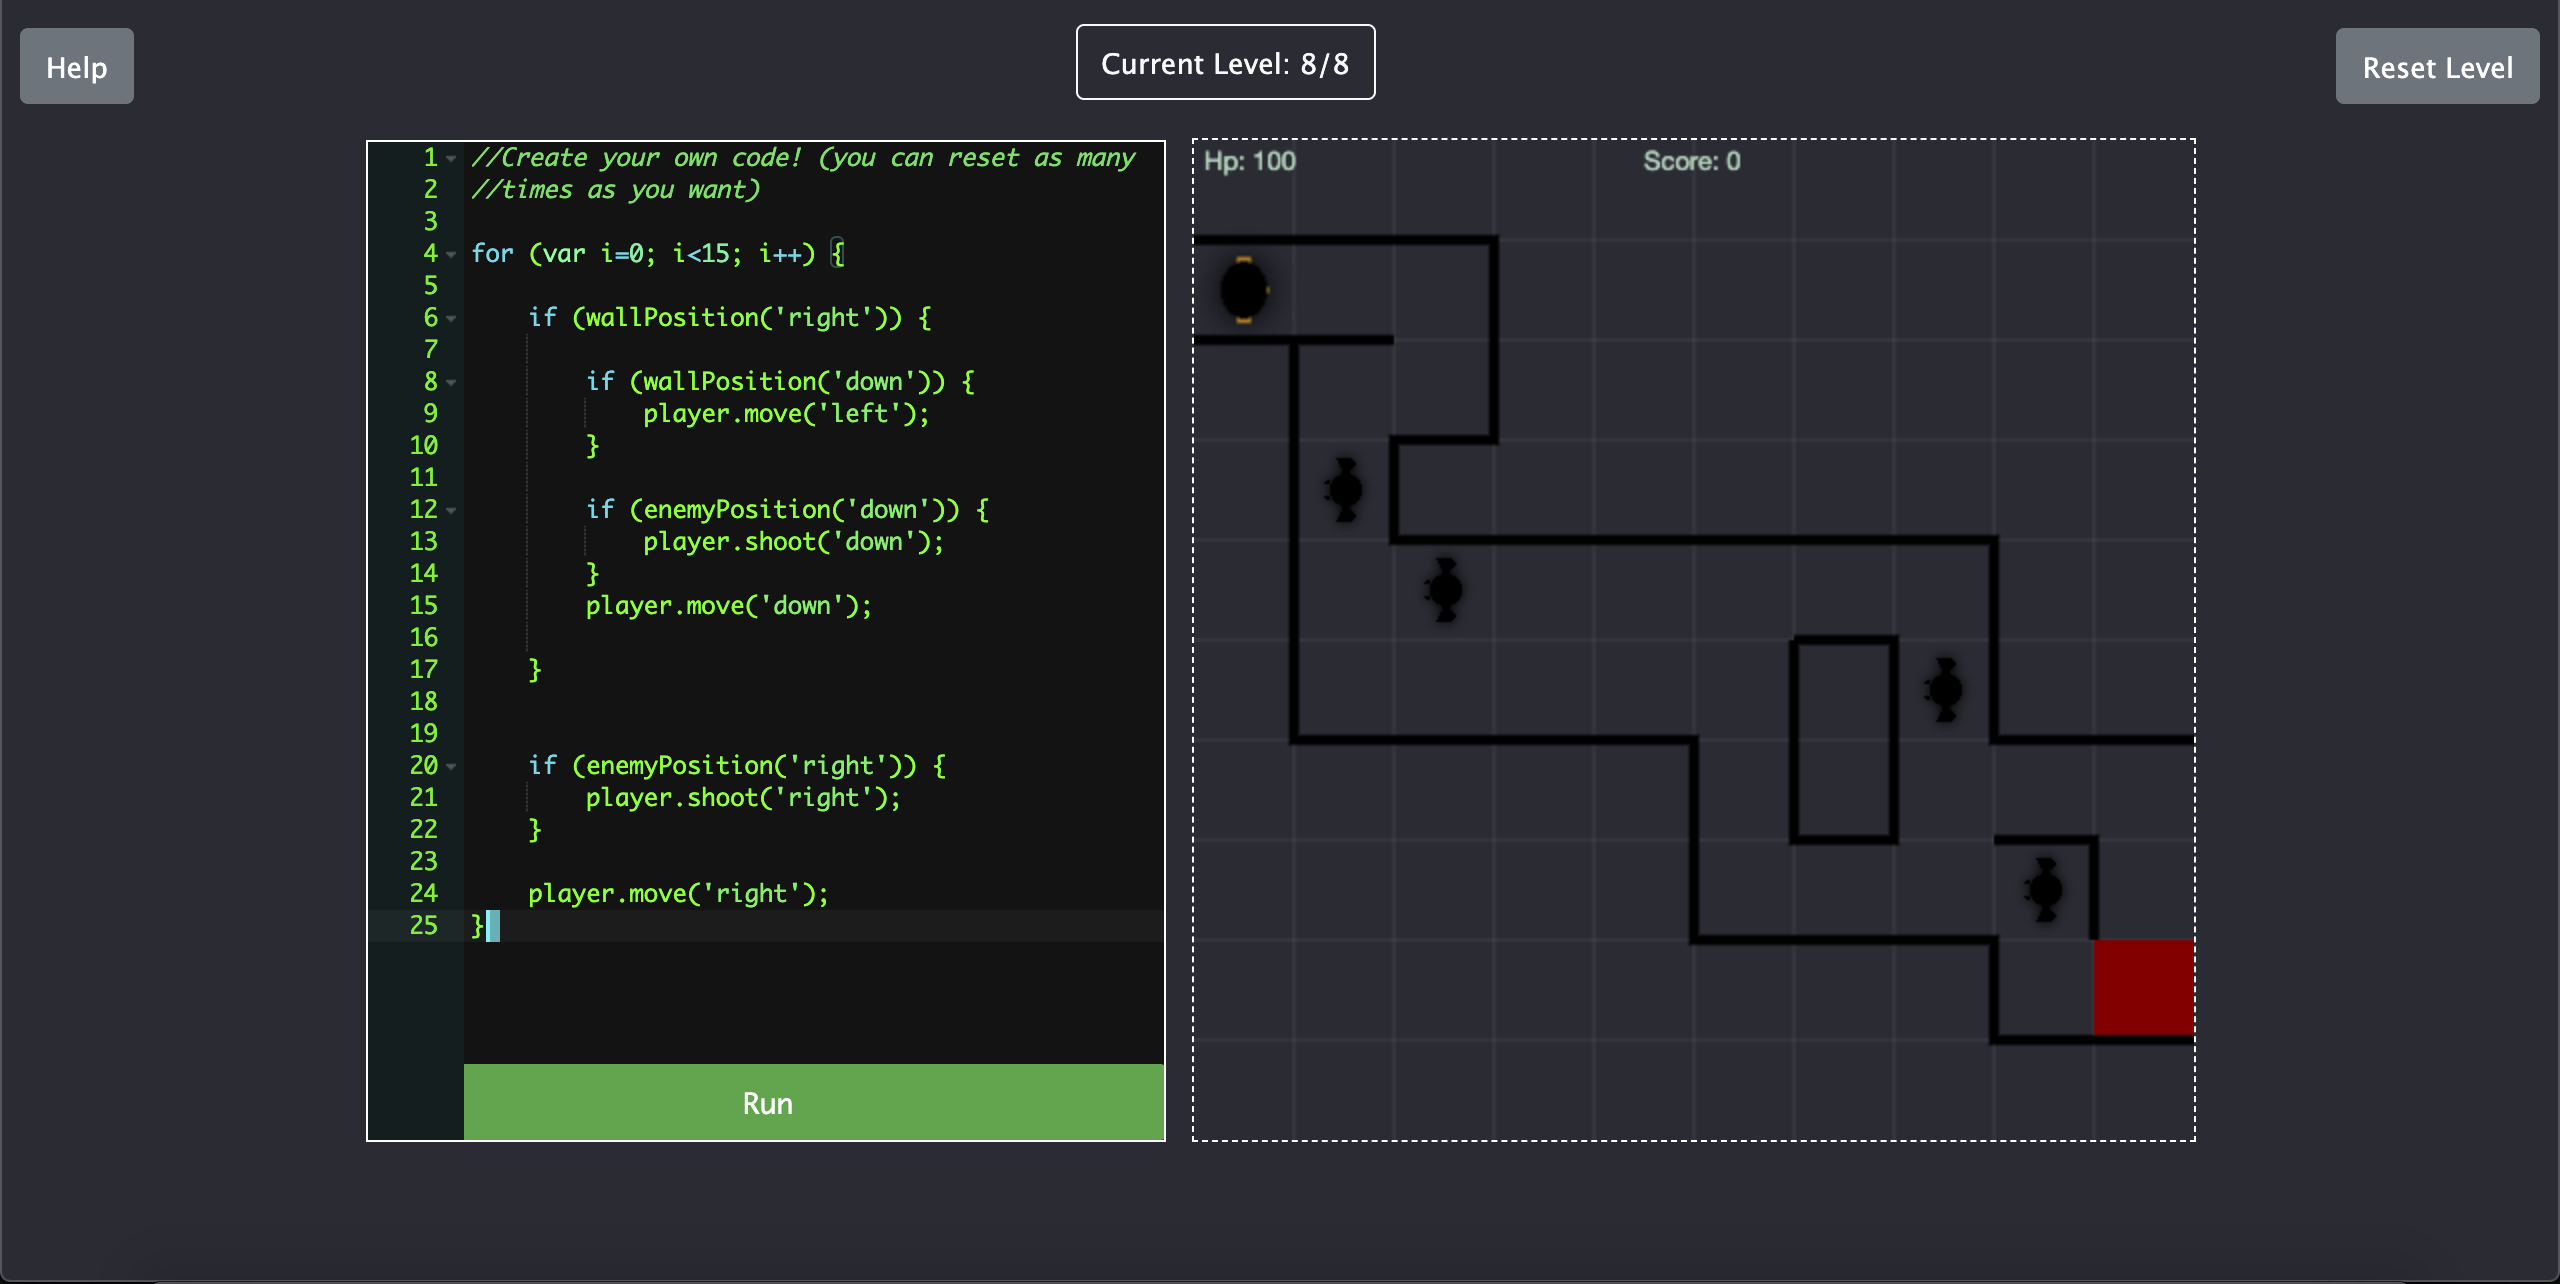 Help
Current Level: 8/8
Reset Level
1 //Create your own code! (you can reset as many
2 //times as you want)
3
4 for (var i=0; i<15; i++) {
5
6     if (wallPosition('right')) {
7
8         if (wallPosition('down')) {
9             player.move('left');
10         }
11
12         if (enemyPosition('down')) {
13             player.shoot('down');
14         }
15         player.move('down');
16
17     }
18
19
20     if (enemyPosition('right')) {
21         player.shoot('right');
22     }
23
24     player.move('right');
25 }
Run
Hp: 100
Score: 0